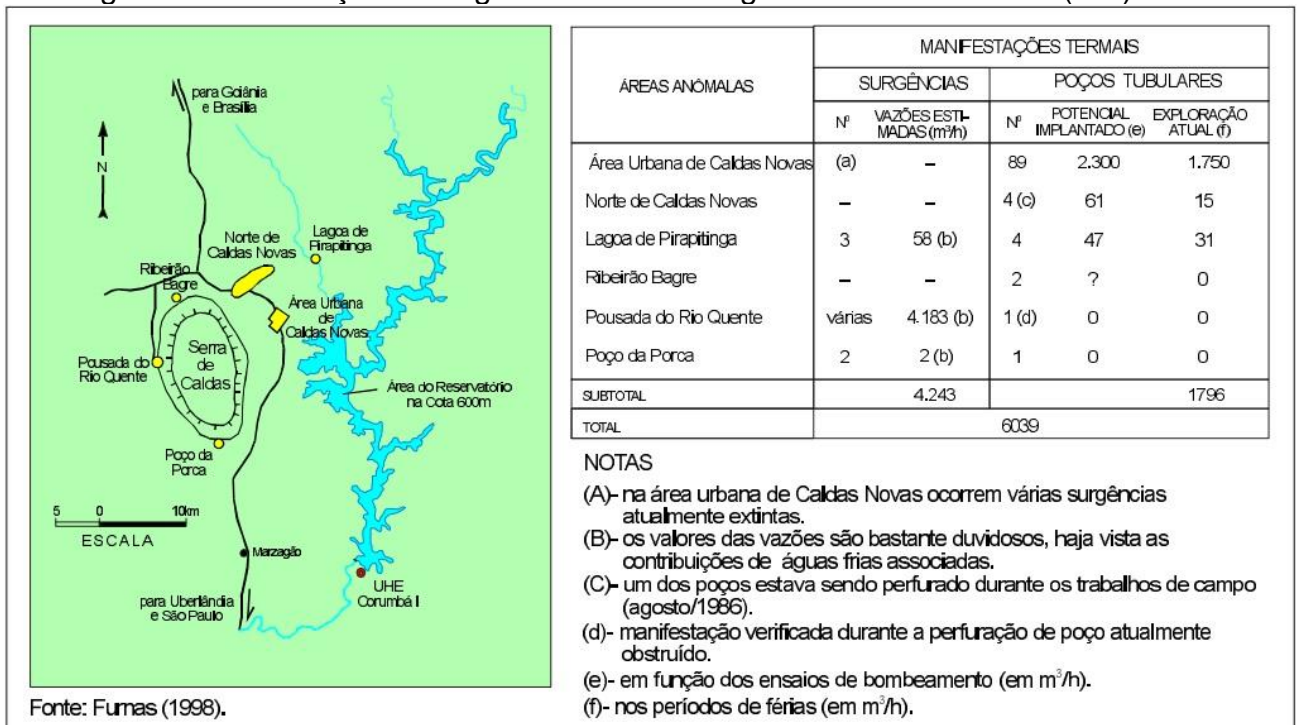 para Goiânia
e Brasília
N
Lagoa de
Pirapitinga
Norte de
Caldas Novas
Ribeirão
Bagre
Área Urbana
de
Caldas Novas
Pousada do
Rio Quente
Serra
de
Caldas
Área do Reservatório
na Cota 600m
Poço da
Porca
5 0 10km
ESCALA
Marzagão
UHE
Corumbá I
para Uberlândia
e São Paulo
Fonte: Furnas (1998).
ÁREAS ANÔMALAS
MANIFESTAÇÕES TERMAIS
SURGÊNCIAS POÇOS TUBULARES
Nº VAZÕES ESTI-MADAS (m³/h) Nº POTENCIAL IMPLANTADO (e) EXPLORAÇÃO ATUAL (f)
Área Urbana de Caldas Novas (a) – 89 2.300 1.750
Norte de Caldas Novas – – 4 (c) 61 15
Lagoa de Pirapitinga 3 58 (b) 4 47 31
Ribeirão Bagre – – 2 ? 0
Pousada do Rio Quente várias 4.183 (b) 1 (d) 0 0
Poço da Porca 2 2 (b) 1 0 0
SUBTOTAL 4.243 1796
TOTAL 6039
NOTAS
(A)- na área urbana de Caldas Novas ocorrem várias surgências
atualmente extintas.
(B)- os valores das vazões são bastante duvidosos, haja vista as
contribuições de águas frias associadas.
(C)- um dos poços estava sendo perfurado durante os trabalhos de campo
(agosto/1986).
(d)- manifestação verificada durante a perfuração de poço atualmente
obstruído.
(e)- em função dos ensaios de bombeamento (em m³/h).
(f)- nos períodos de férias (em m³/h).